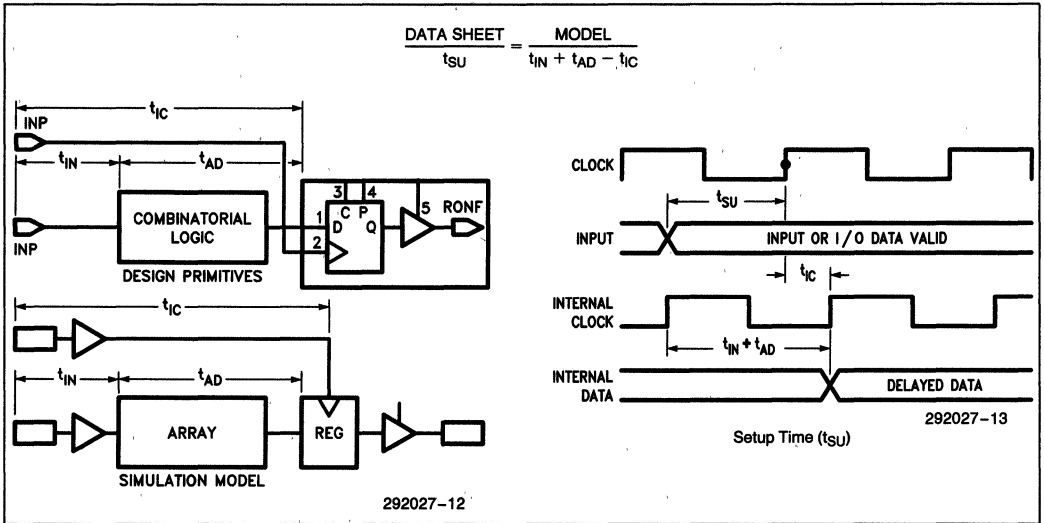 DATA SHEET / tSU = MODEL / tIN + tAD − tIC
tIC
INP
tIN
tAD
INP
COMBINATORIAL
LOGIC
DESIGN PRIMITIVES
3
4
C P
1
D
Q
2
5
RONF
tIC
tIN
tAD
ARRAY
REG
SIMULATION MODEL
292027-12
CLOCK
tSU
INPUT
INPUT OR I/O DATA VALID
tIC
INTERNAL
CLOCK
tIN + tAD
INTERNAL
DATA
DELAYED DATA
292027-13
Setup Time (tSU)